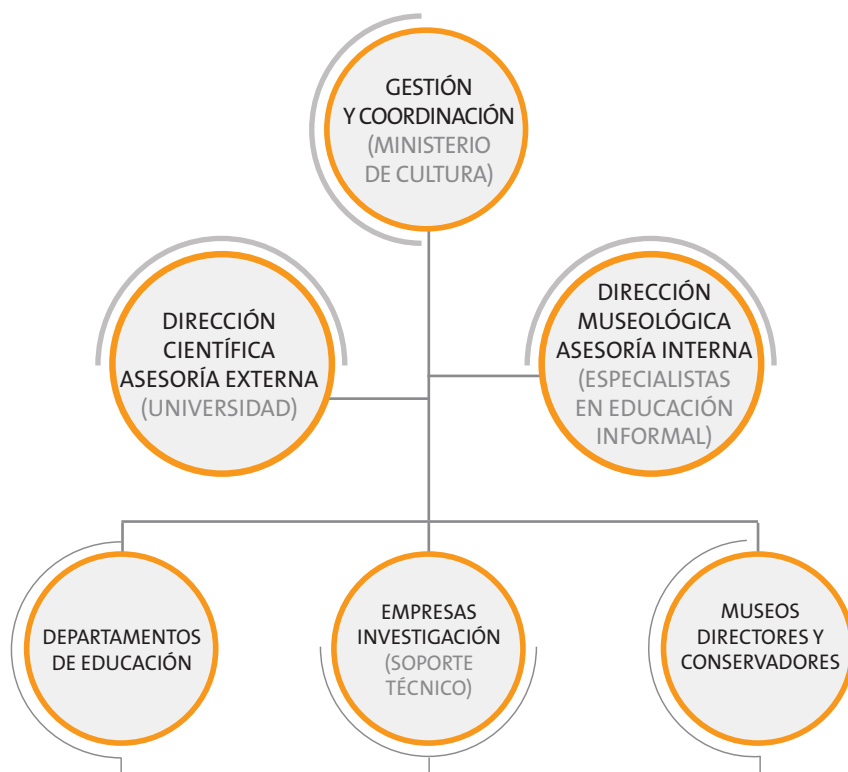 GESTIÓN
Y COORDINACIÓN
(MINISTERIO
DE CULTURA)
DIRECCIÓN
CIENTÍFICA
ASESORÍA EXTERNA
(UNIVERSIDAD)
DIRECCIÓN
MUSEOLÓGICA
ASESORÍA INTERNA
(ESPECIALISTAS
EN EDUCACIÓN
INFORMAL)
DEPARTAMENTOS
DE EDUCACIÓN
EMPRESAS
INVESTIGACIÓN
(SOPORTE
TÉCNICO)
MUSEOS
DIRECTORES Y
CONSERVADORES